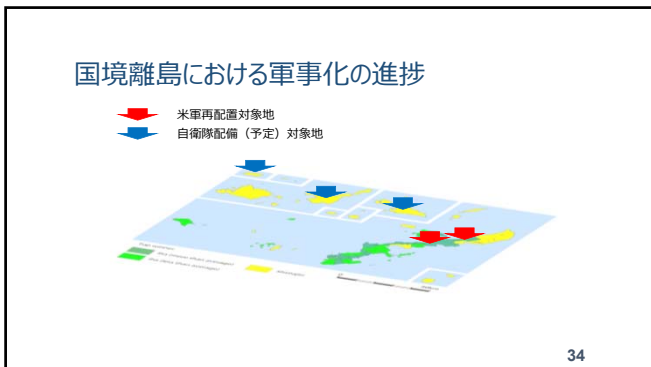 国境離島における軍事化の進捗
米軍再配置対象地
自衛隊配備（予定）対象地
34